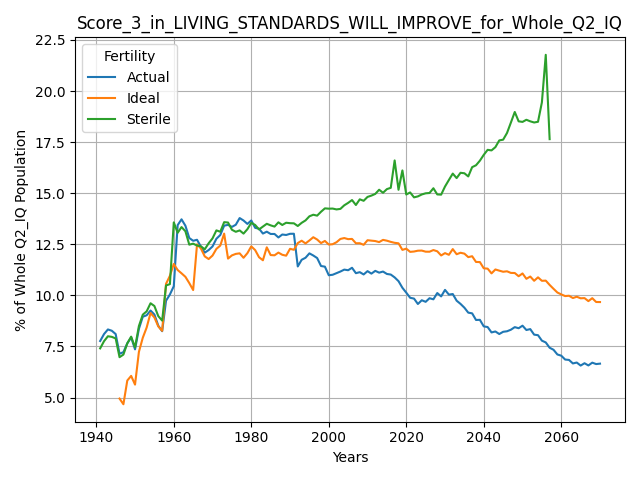 Score_3_in_LIVING_STANDARDS_WILL_IMPROVE_for_Whole_Q2_IQ
Fertility
Actual
Ideal
Sterile
% of Whole Q2_IQ Population
22.5
20.0
17.5
15.0
12.5
10.0
7.5
5.0
1940 1960 1980 2000 2020 2040 2060
Years